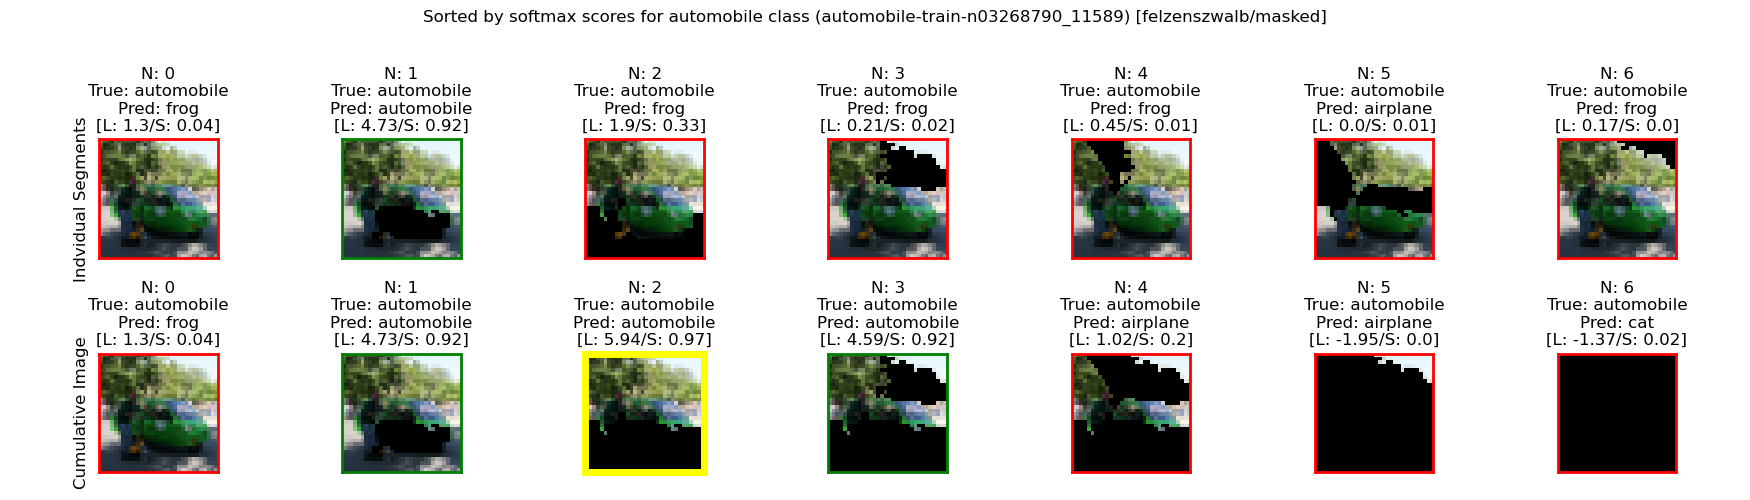 Sorted by softmax scores for automobile class (automobile-train-n03268790_11589) [felzenszwalb/masked]
Indvidual Segments
N: 0
True: automobile
Pred: frog
[L: 1.3/S: 0.04]
N: 1
True: automobile
Pred: automobile
[L: 4.73/S: 0.92]
N: 2
True: automobile
Pred: frog
[L: 1.9/S: 0.33]
N: 3
True: automobile
Pred: frog
[L: 0.21/S: 0.02]
N: 4
True: automobile
Pred: frog
[L: 0.45/S: 0.01]
N: 5
True: automobile
Pred: airplane
[L: 0.0/S: 0.01]
N: 6
True: automobile
Pred: frog
[L: 0.17/S: 0.0]
Cumulative Image
N: 0
True: automobile
Pred: frog
[L: 1.3/S: 0.04]
N: 1
True: automobile
Pred: automobile
[L: 4.73/S: 0.92]
N: 2
True: automobile
Pred: automobile
[L: 5.94/S: 0.97]
N: 3
True: automobile
Pred: automobile
[L: 4.59/S: 0.92]
N: 4
True: automobile
Pred: airplane
[L: 1.02/S: 0.2]
N: 5
True: automobile
Pred: airplane
[L: -1.95/S: 0.0]
N: 6
True: automobile
Pred: cat
[L: -1.37/S: 0.02]